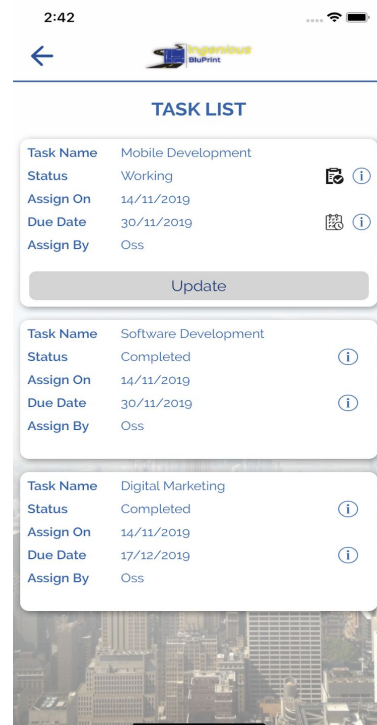 2:42
Ingenious
BluPrint
TASK LIST
Task Name Mobile Development
Status Working
Assign On 14/11/2019
Due Date 30/11/2019
Assign By Oss
Update
Task Name Software Development
Status Completed
Assign On 14/11/2019
Due Date 30/11/2019
Assign By Oss
Task Name Digital Marketing
Status Completed
Assign On 14/11/2019
Due Date 17/12/2019
Assign By Oss